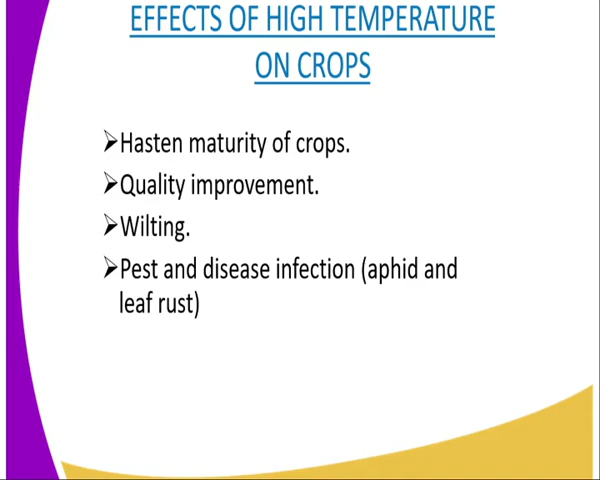 EFFECTS OF HIGH TEMPERATURE
ON CROPS
➢Hasten maturity of crops.
➢Quality improvement.
➢Wilting.
➢Pest and disease infection (aphid and
leaf rust)